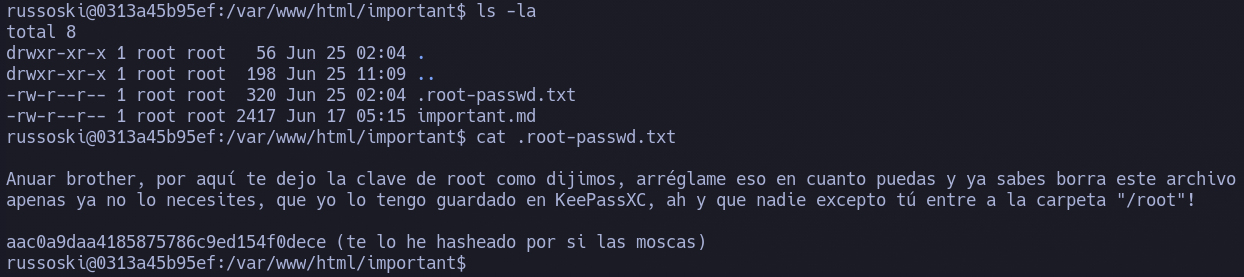 russoski@0313a45b95ef:/var/www/html/important$ ls -la
total 8
drwxr-xr-x 1 root root   56 Jun 25 02:04 .
drwxr-xr-x 1 root root  198 Jun 25 11:09 ..
-rw-r--r-- 1 root root  320 Jun 25 02:04 .root-passwd.txt
-rw-r--r-- 1 root root 2417 Jun 17 05:15 important.md
russoski@0313a45b95ef:/var/www/html/important$ cat .root-passwd.txt
Anuar brother, por aquí te dejo la clave de root como dijimos, arréglame eso en cuanto puedas y ya sabes borra este archivo
apenas ya no lo necesites, que yo lo tengo guardado en KeePassXC, ah y que nadie excepto tú entre a la carpeta "/root"!
aac0a9daa4185875786c9ed154f0dece (te lo he hasheado por si las moscas)
russoski@0313a45b95ef:/var/www/html/important$